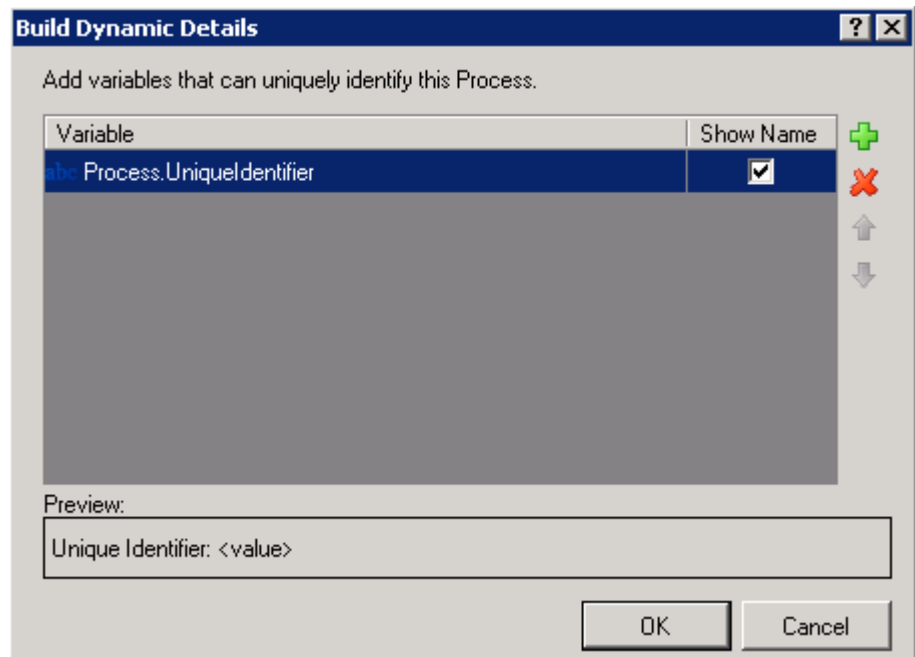 Build Dynamic Details
Add variables that can uniquely identify this Process.
Variable Show Name
abc Process.UniqueIdentifier
Preview:
Unique Identifier: <value>
OK Cancel